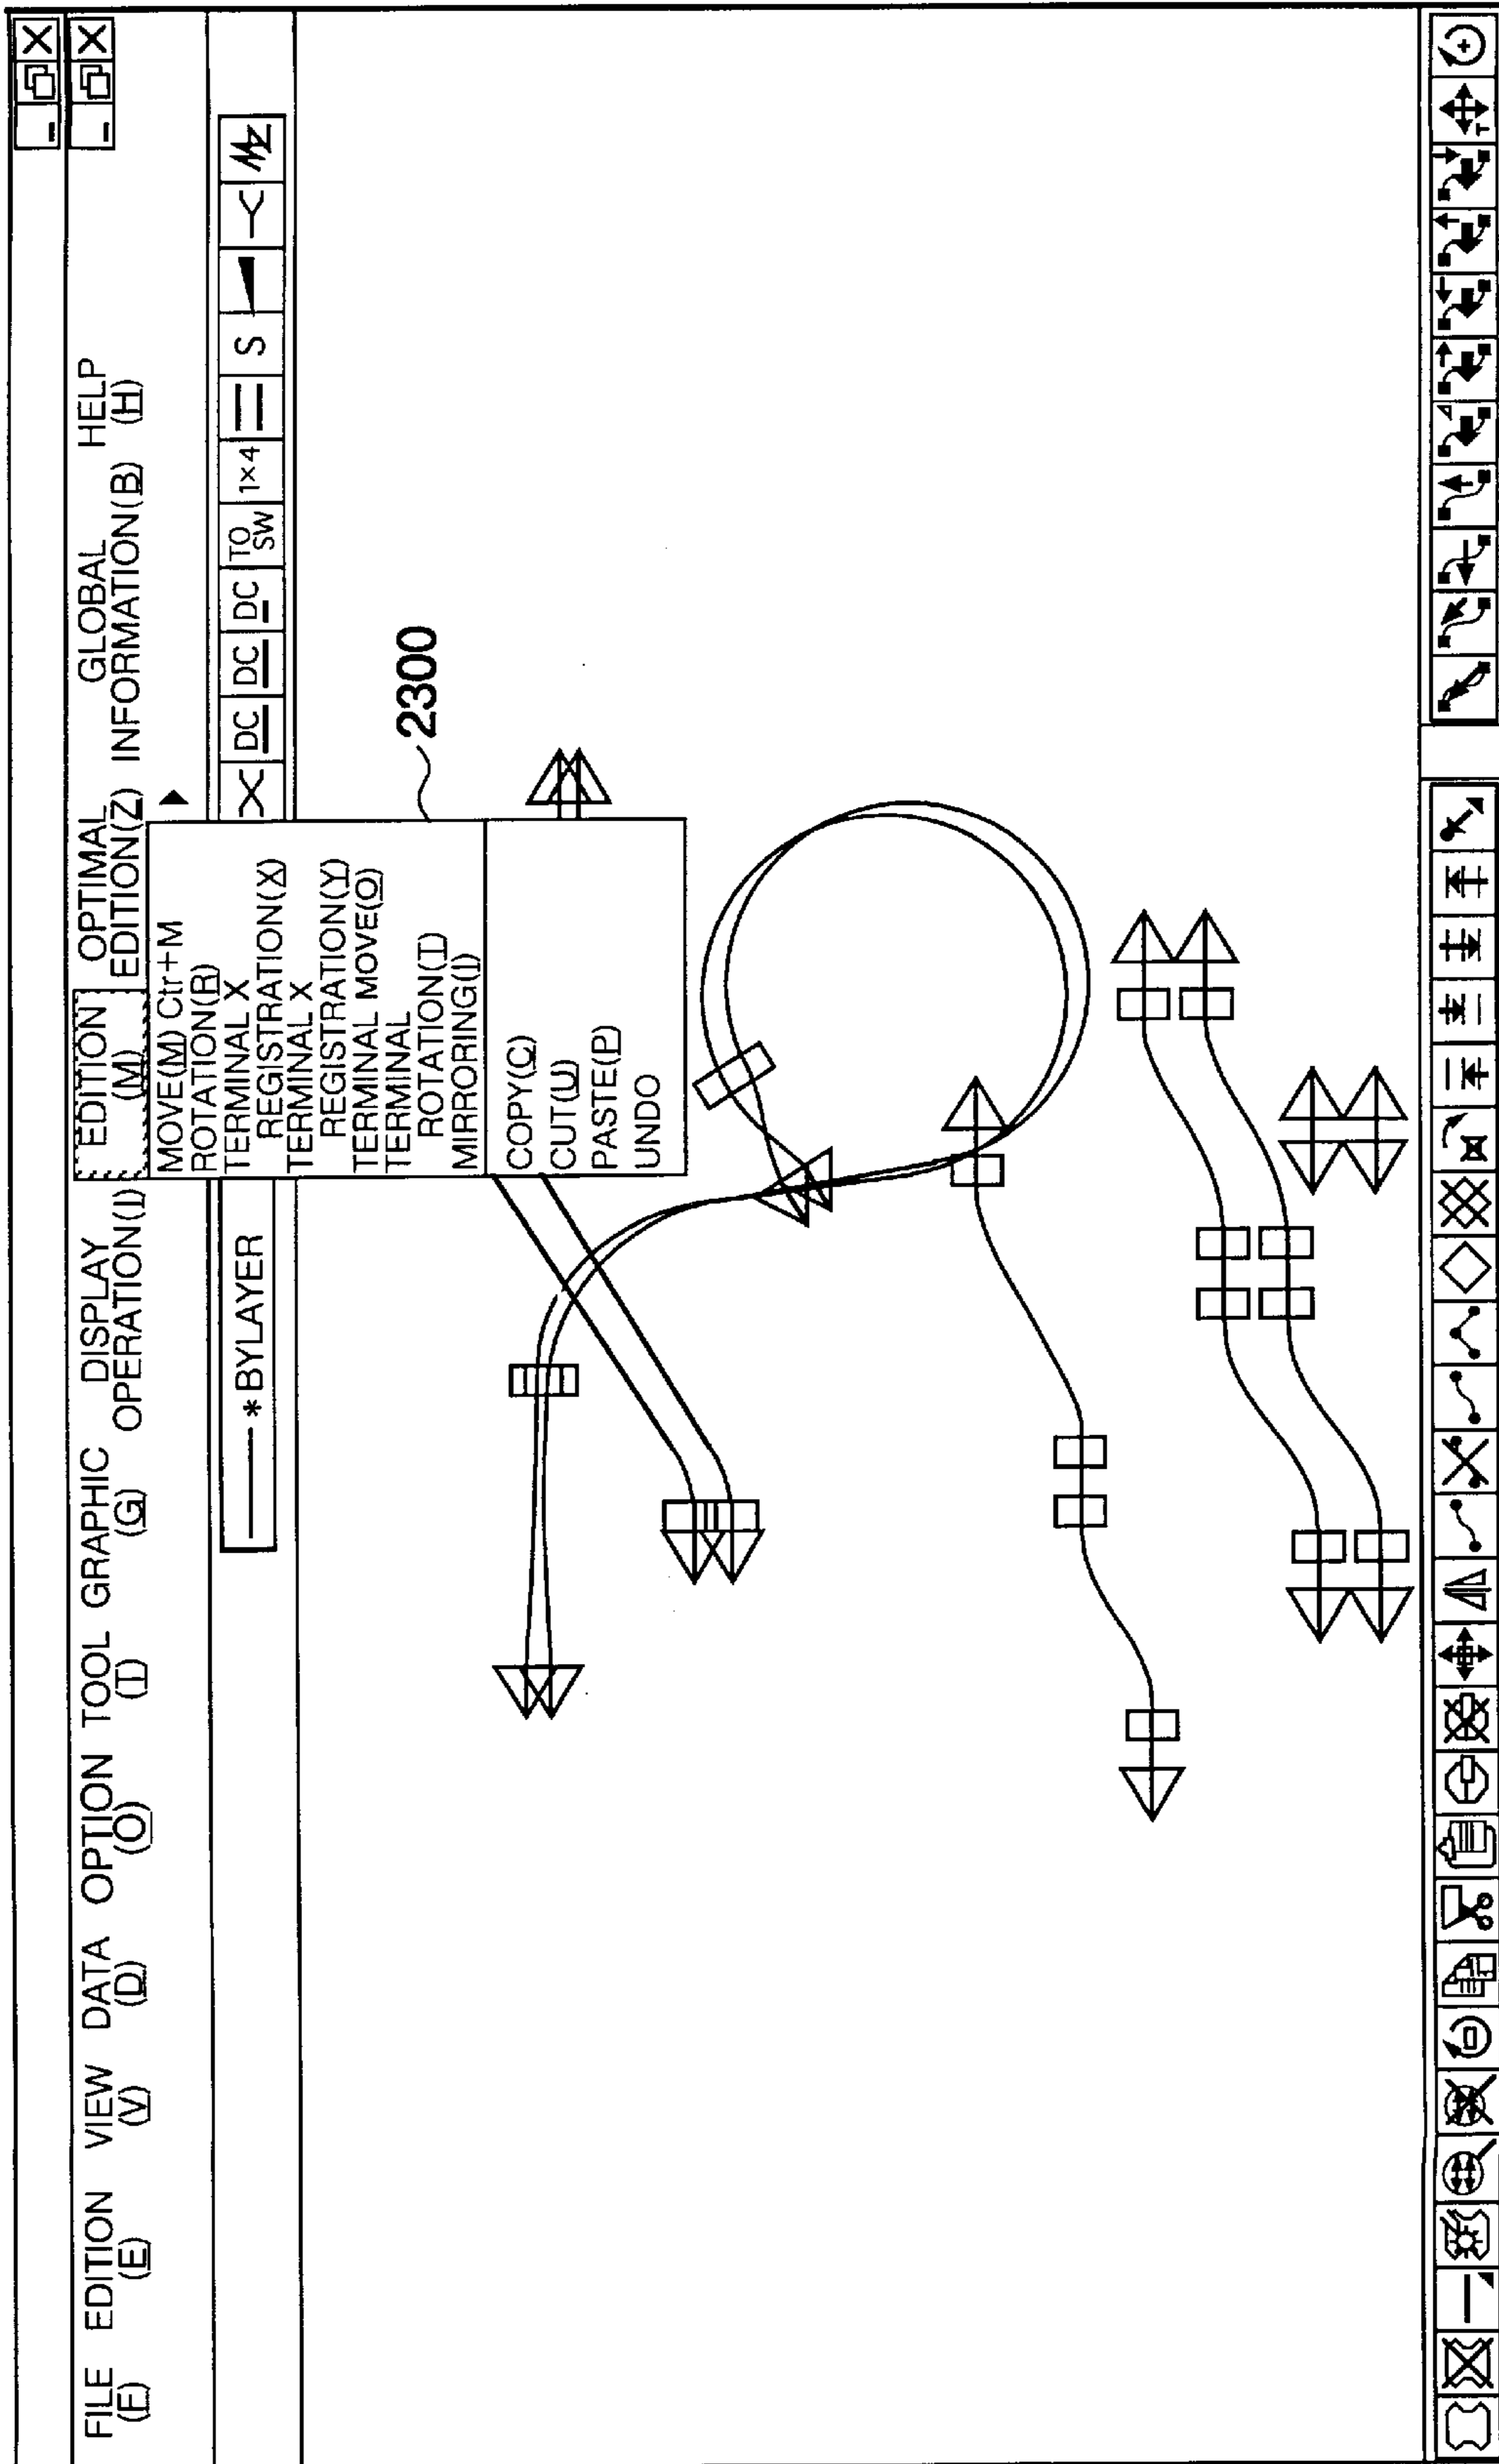 FILE EDITION VIEW DATA OPTION TOOL GRAPHIC DISPLAY EDITION OPTIMAL GLOBAL HELP
(F) (E) (V) (D) (O) (T) (G) OPERATION(I) (M) EDITION(Z) INFORMATION(B) (H)
MOVE(M) Ctr+M
ROTATION(R)
TERMINAL X
REGISTRATION(X)
TERMINAL X
REGISTRATION(Y)
TERMINAL MOVE(O)
TERMINAL
ROTATION(T)
MIRRORING(I)
COPY(C)
CUT(U)
PASTE(P)
UNDO
*BYLAYER
DC DC DC TO SW 1×4 S
2300